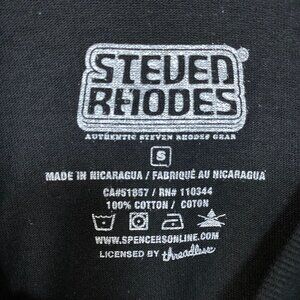 STEVEN
RHODES
AUTHENTIC STEVEN RHODES GEAR
S
MADE IN NICARAGUA / FABRIQUÉ AU NICARAGUA
CA#51857 / RN# 110344
100% COTTON / COTON
WWW.SPENCERSONLINE.COM
LICENSED BY threadless